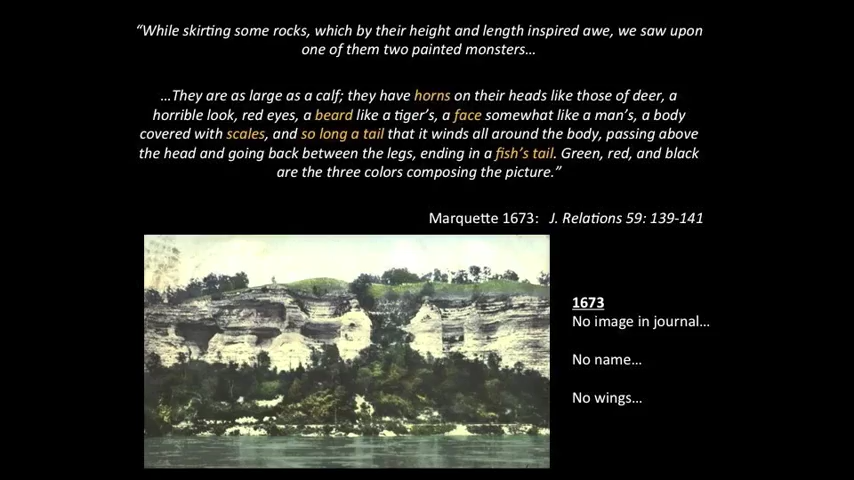 “While skirting some rocks, which by their height and length inspired awe, we saw upon
one of them two painted monsters…
…They are as large as a calf; they have horns on their heads like those of deer, a
horrible look, red eyes, a beard like a tiger’s, a face somewhat like a man’s, a body
covered with scales, and so long a tail that it winds all around the body, passing above
the head and going back between the legs, ending in a fish’s tail. Green, red, and black
are the three colors composing the picture.”
Marquette 1673: J. Relations 59: 139-141
1673
No image in journal…
No name…
No wings…